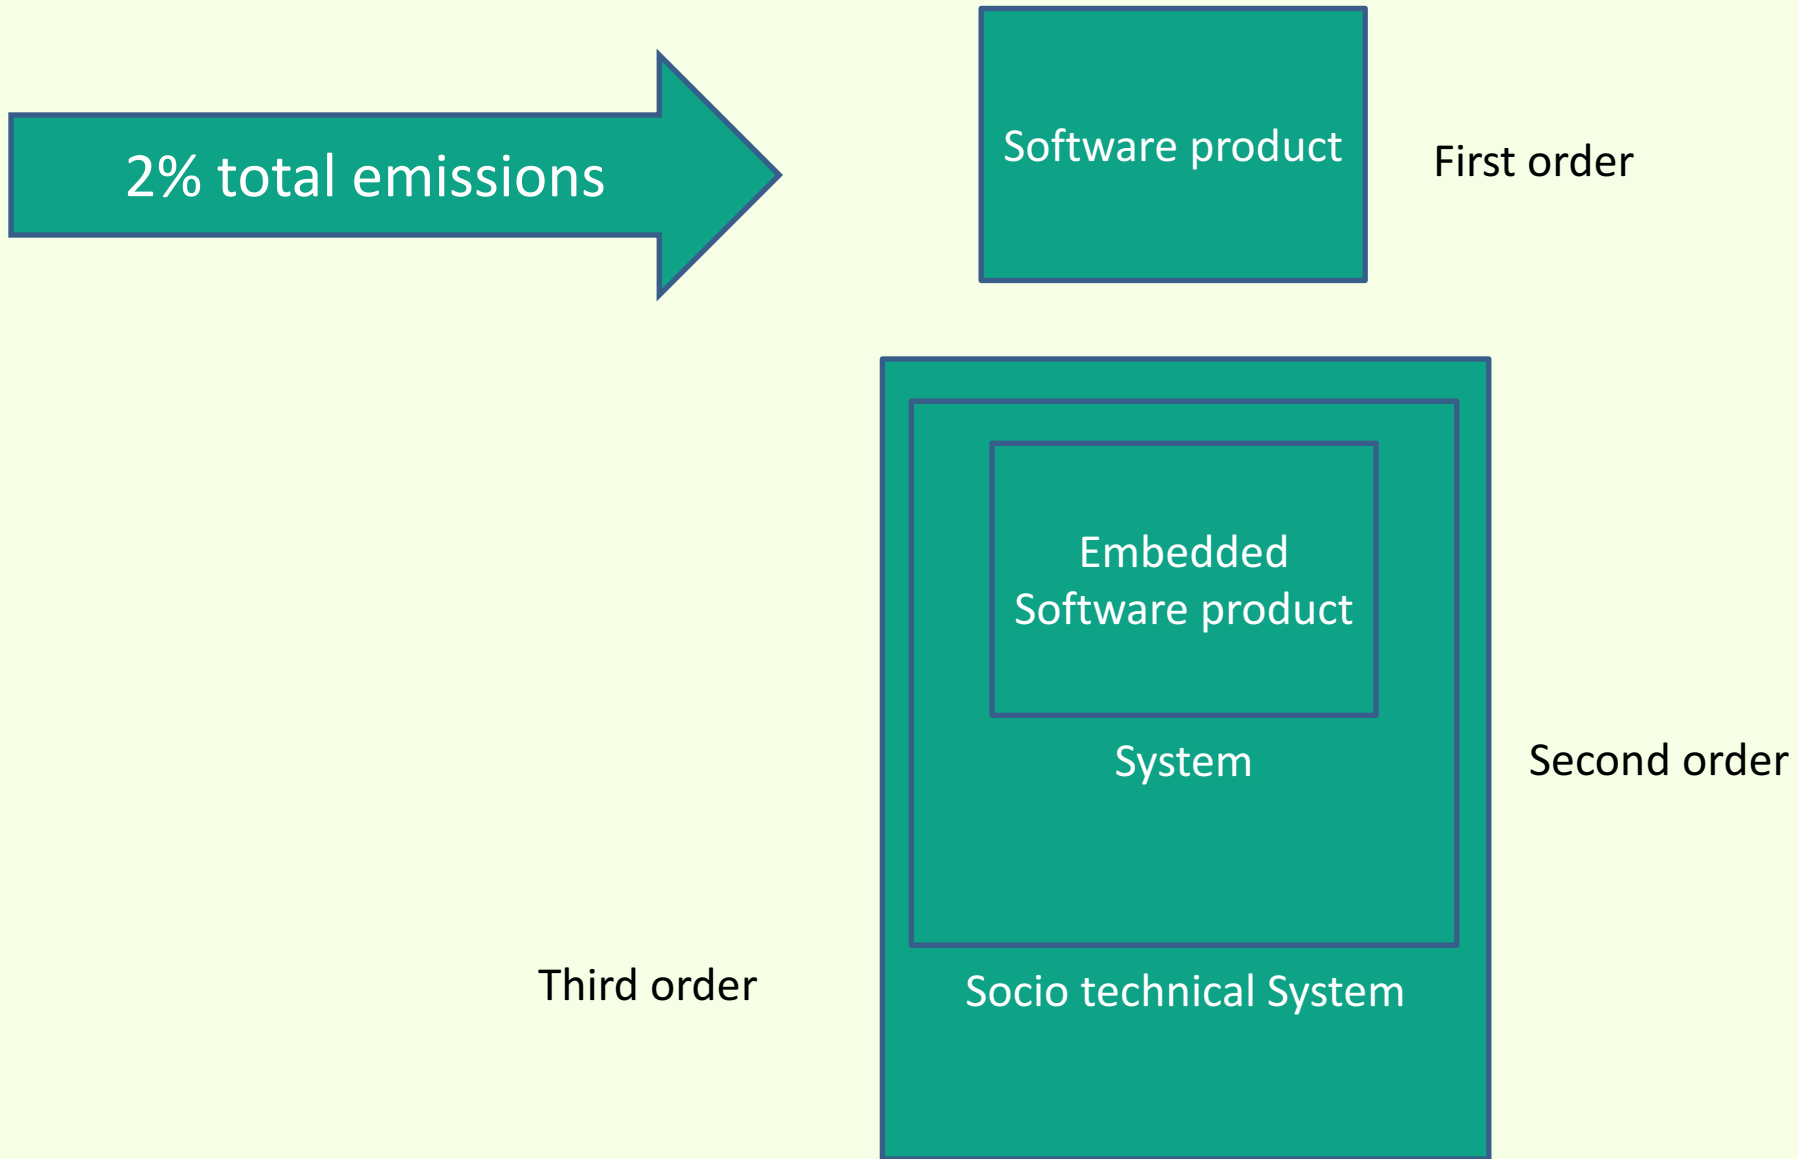 2% total emissions
Software product
First order
Embedded
Software product
System
Second order
Third order
Socio technical System